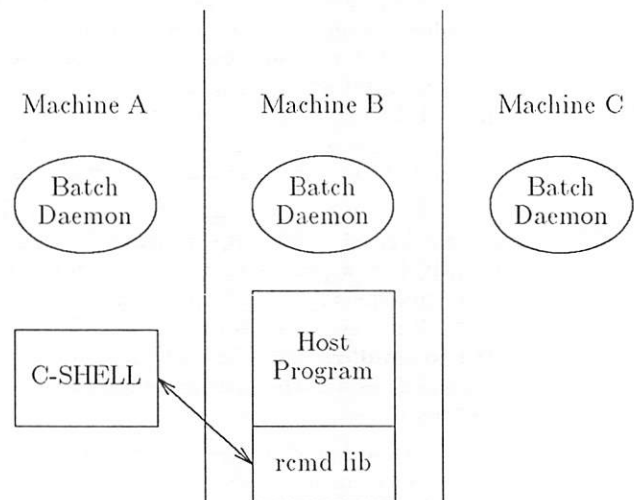 Machine A
Machine B
Machine C
Batch
Daemon
Batch
Daemon
Batch
Daemon
C-SHELL
Host
Program
rcmd lib